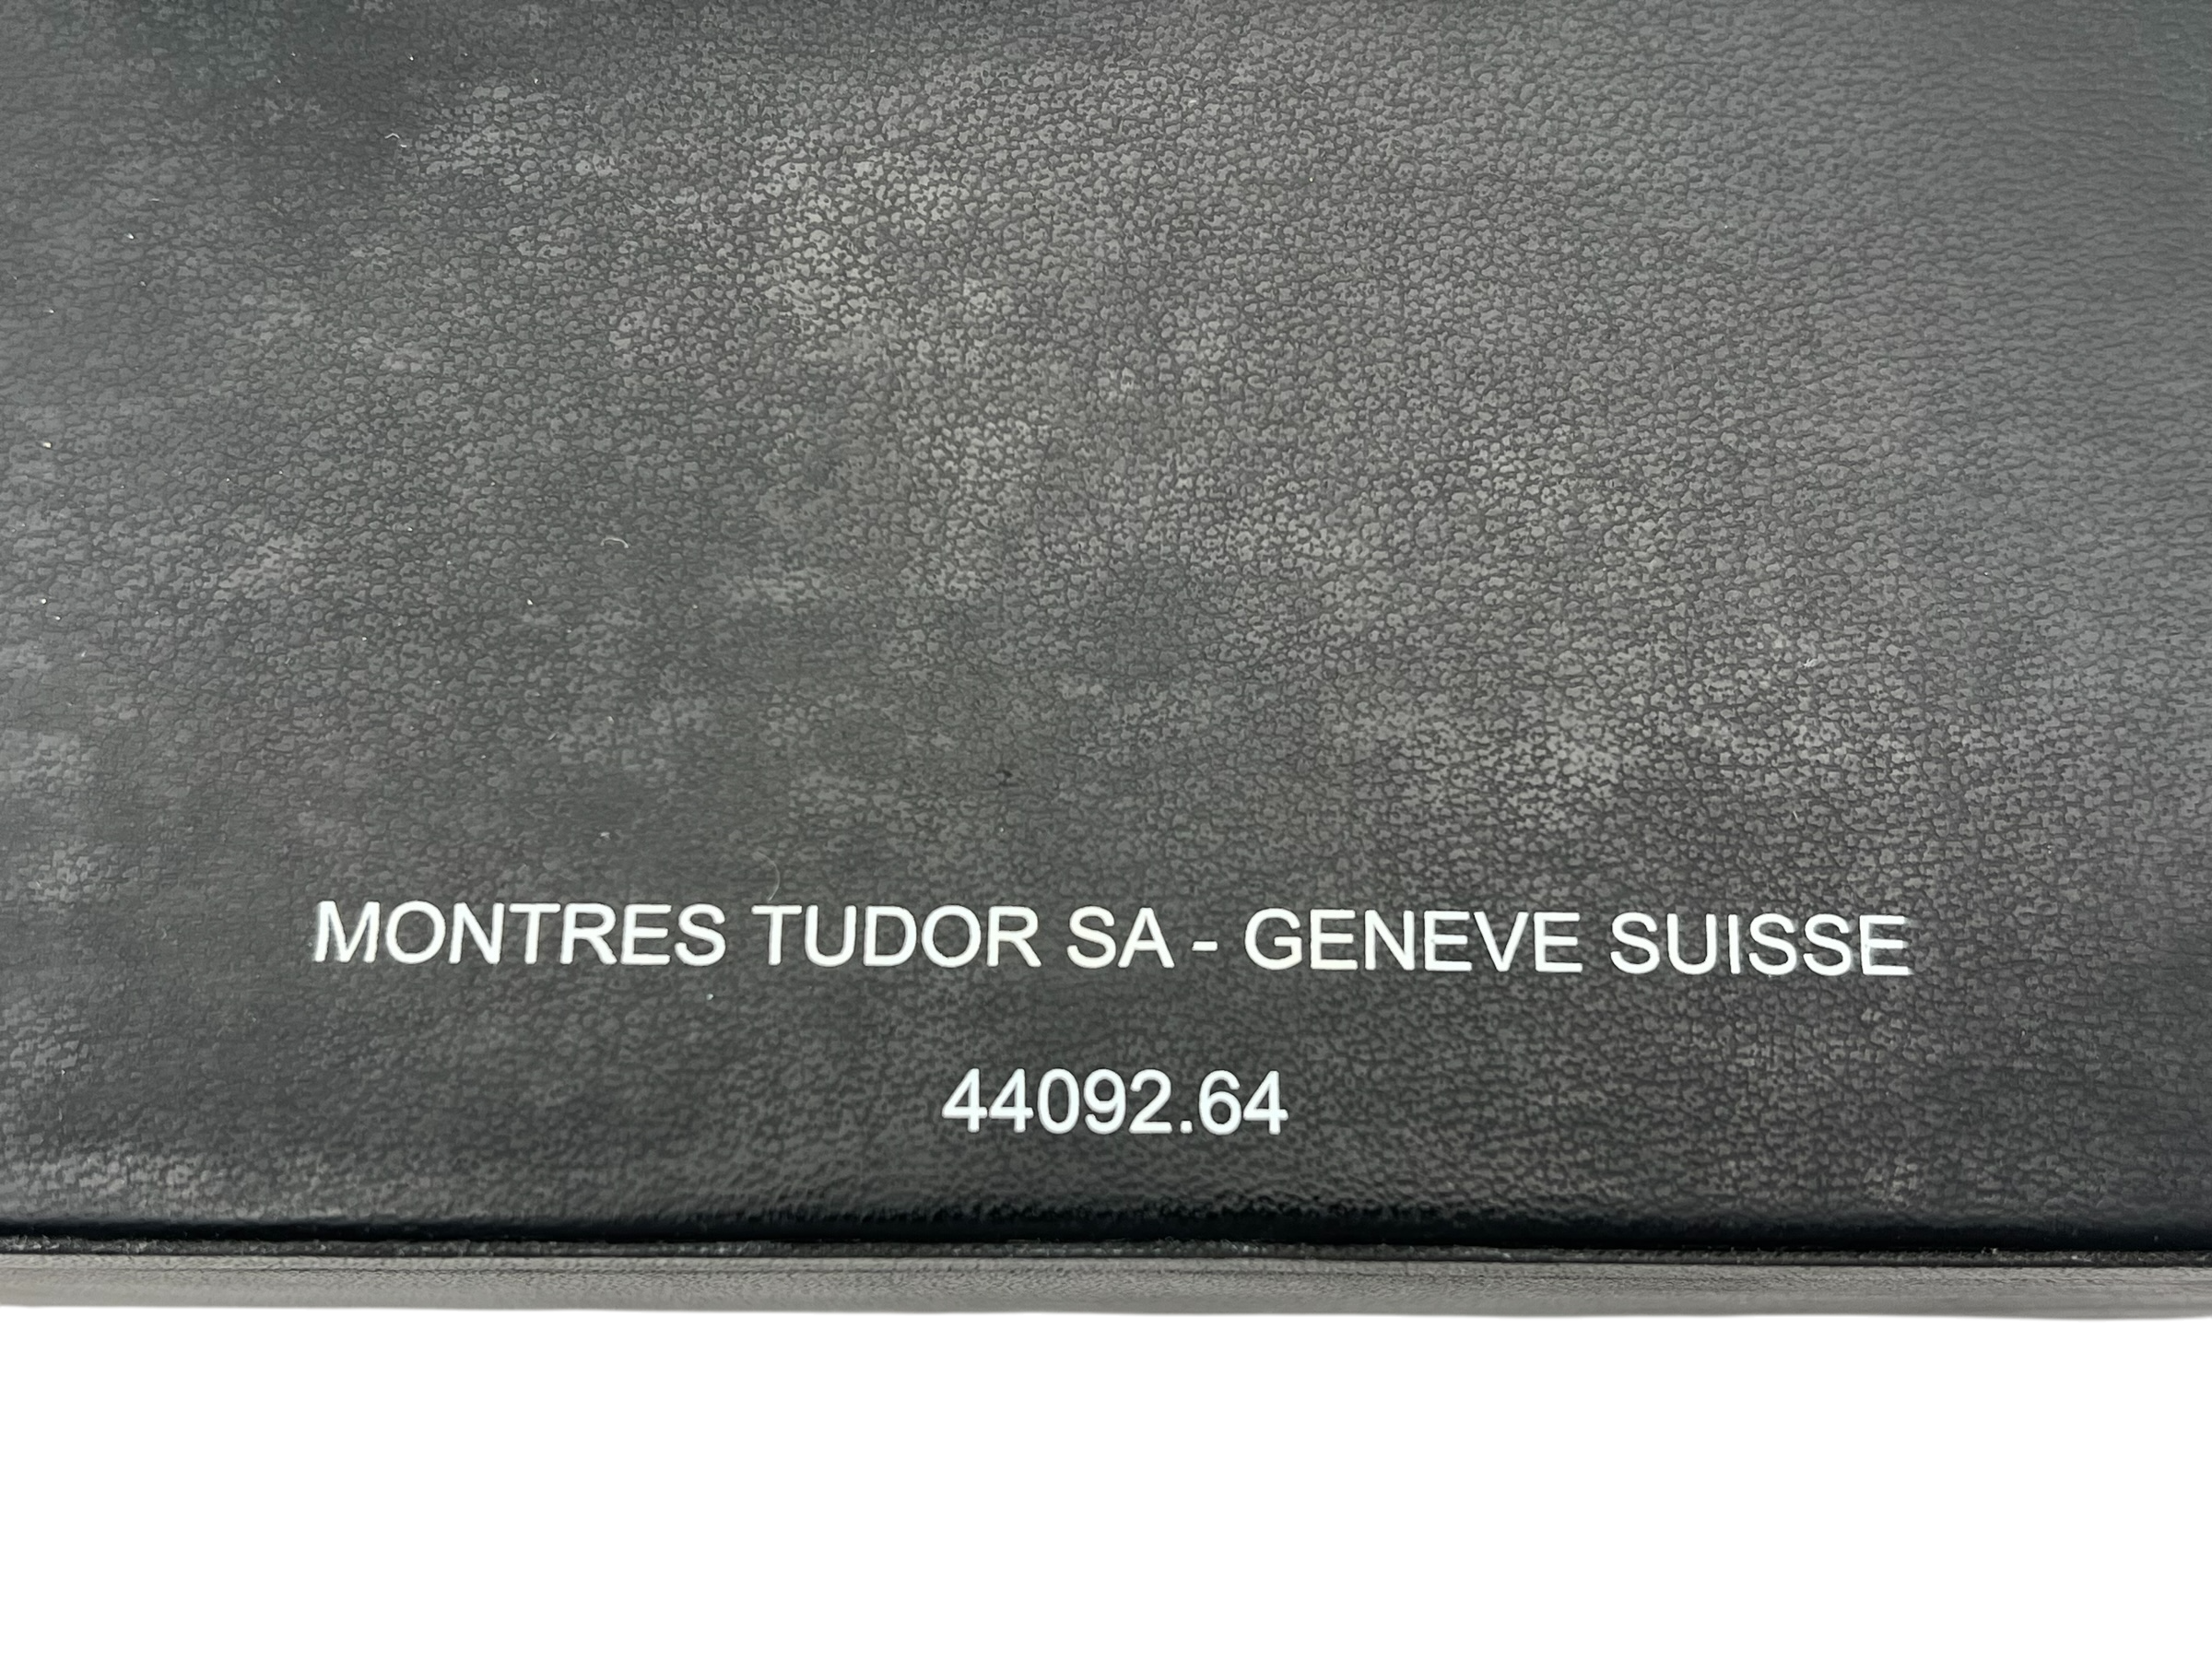 MONTRES TUDOR SA - GENEVE SUISSE
44092.64